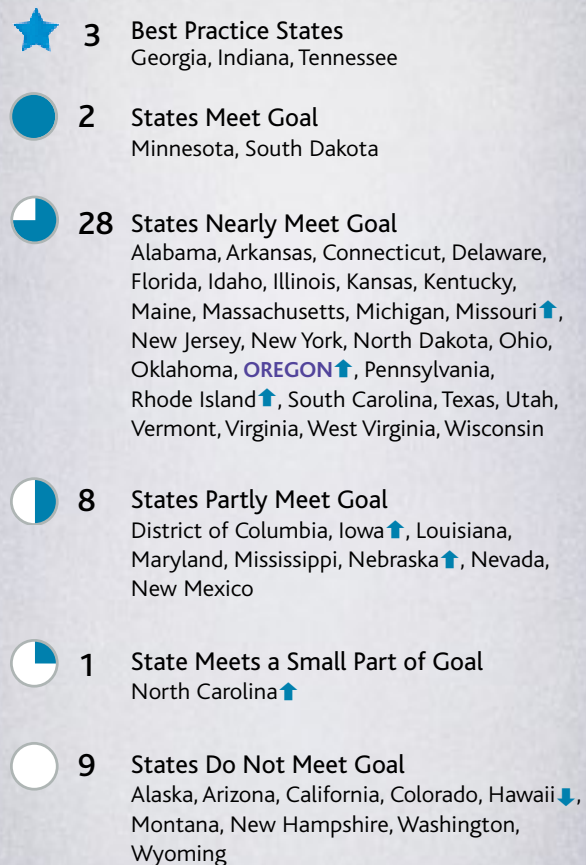 3 Best Practice States
Georgia, Indiana, Tennessee
2 States Meet Goal
Minnesota, South Dakota
28 States Nearly Meet Goal
Alabama, Arkansas, Connecticut, Delaware,
Florida, Idaho, Illinois, Kansas, Kentucky,
Maine, Massachusetts, Michigan, Missouri⬆,
New Jersey, New York, North Dakota, Ohio,
Oklahoma, OREGON⬆, Pennsylvania,
Rhode Island⬆, South Carolina, Texas, Utah,
Vermont, Virginia, West Virginia, Wisconsin
8 States Partly Meet Goal
District of Columbia, Iowa⬆, Louisiana,
Maryland, Mississippi, Nebraska⬆, Nevada,
New Mexico
1 State Meets a Small Part of Goal
North Carolina⬆
9 States Do Not Meet Goal
Alaska, Arizona, California, Colorado, Hawaii⬇,
Montana, New Hampshire, Washington,
Wyoming